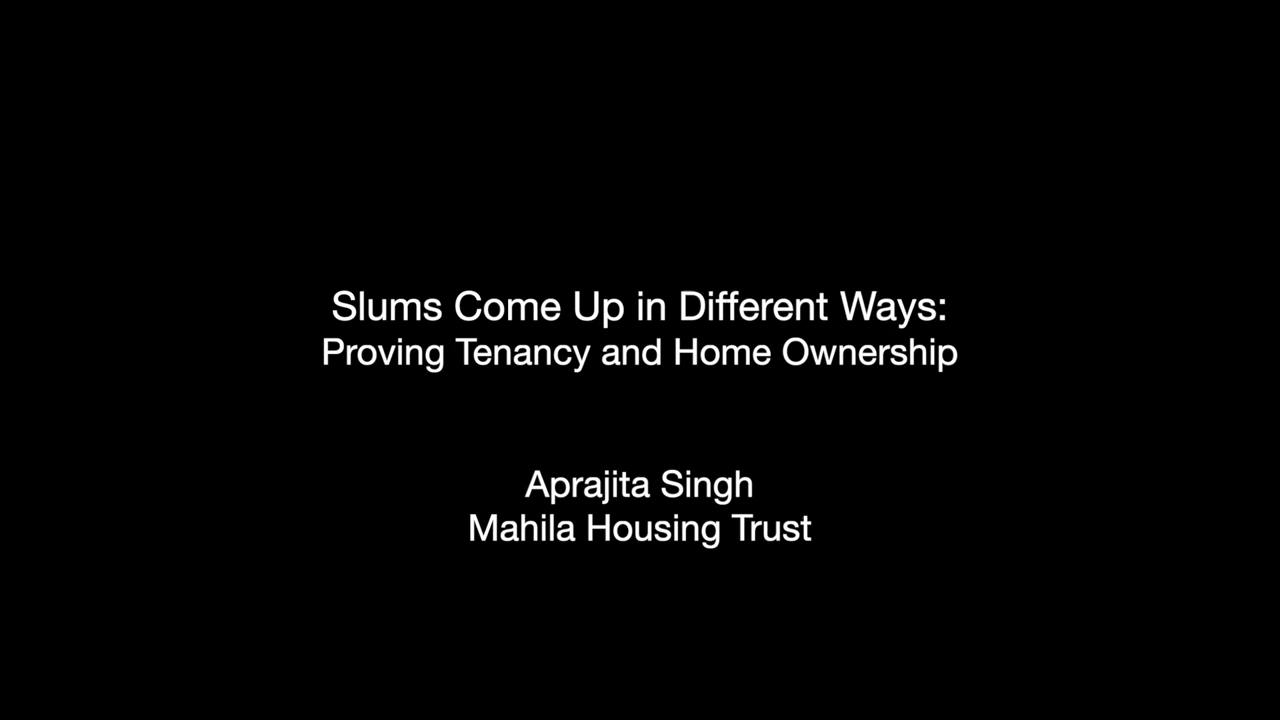 Slums Come Up in Different Ways:
Proving Tenancy and Home Ownership
Aprajita Singh
Mahila Housing Trust